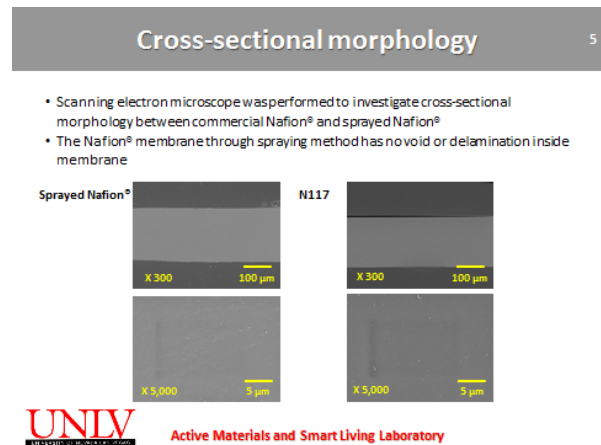 Cross-sectional morphology
5
• Scanning electron microscope wasperformed to investigate cross-sectional
morphology between commercial Nafion® and sprayed Nafion®
• The Nafion® membrane through spraying method has no void or delamination inside
membrane
Sprayed Nafion®
N117
X 300
100 µm
X 300
100 µm
X 5,000
5 µm
X 5,000
5 µm
UNLV
Active Materials and Smart Living Laboratory